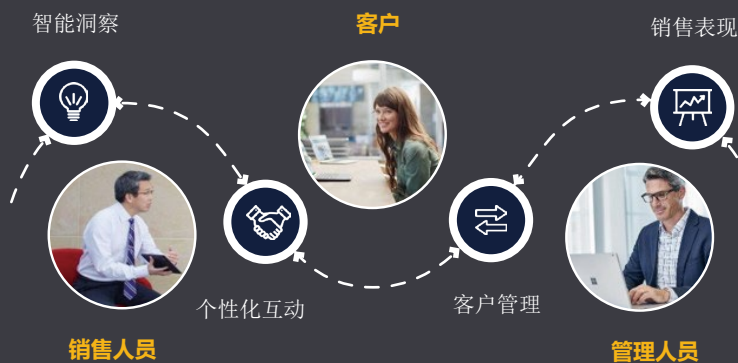 智能洞察
客户
销售表现
个性化互动
客户管理
销售人员
管理人员